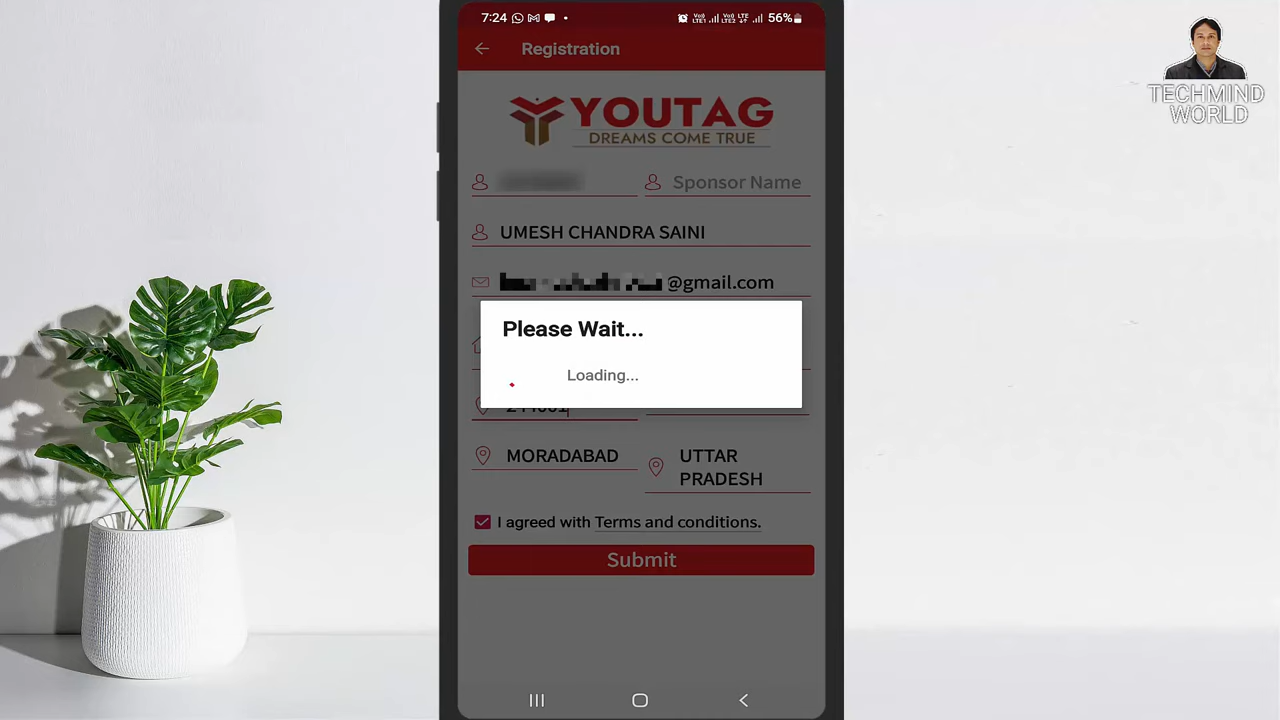 7:24 56%
Registration
YOUTAG
DREAMS COME TRUE
Sponsor Name
UMESH CHANDRA SAINI
@gmail.com
Please Wait...
Loading...
MORADABAD
UTTAR
PRADESH
I agreed with Terms and conditions.
Submit
TECHMIND
WORLD